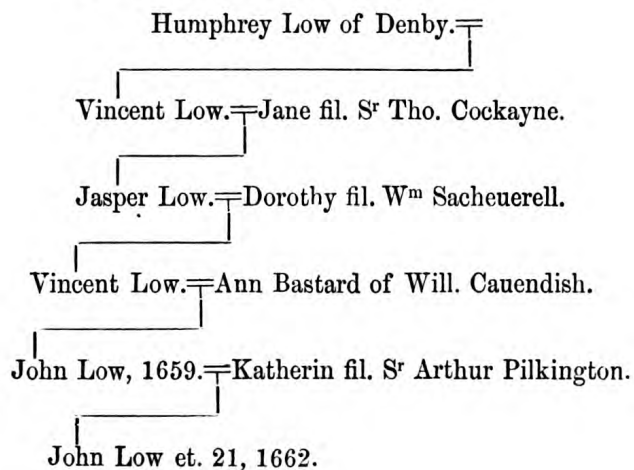 Humphrey Low of Denby.
Vincent Low.=Jane fil. Sʳ Tho. Cockayne.
Jasper Low.=Dorothy fil. Wᵐ Sacheuerell.
Vincent Low.=Ann Bastard of Will. Cauendish.
John Low, 1659.=Katherin fil. Sʳ Arthur Pilkington.
John Low et. 21, 1662.